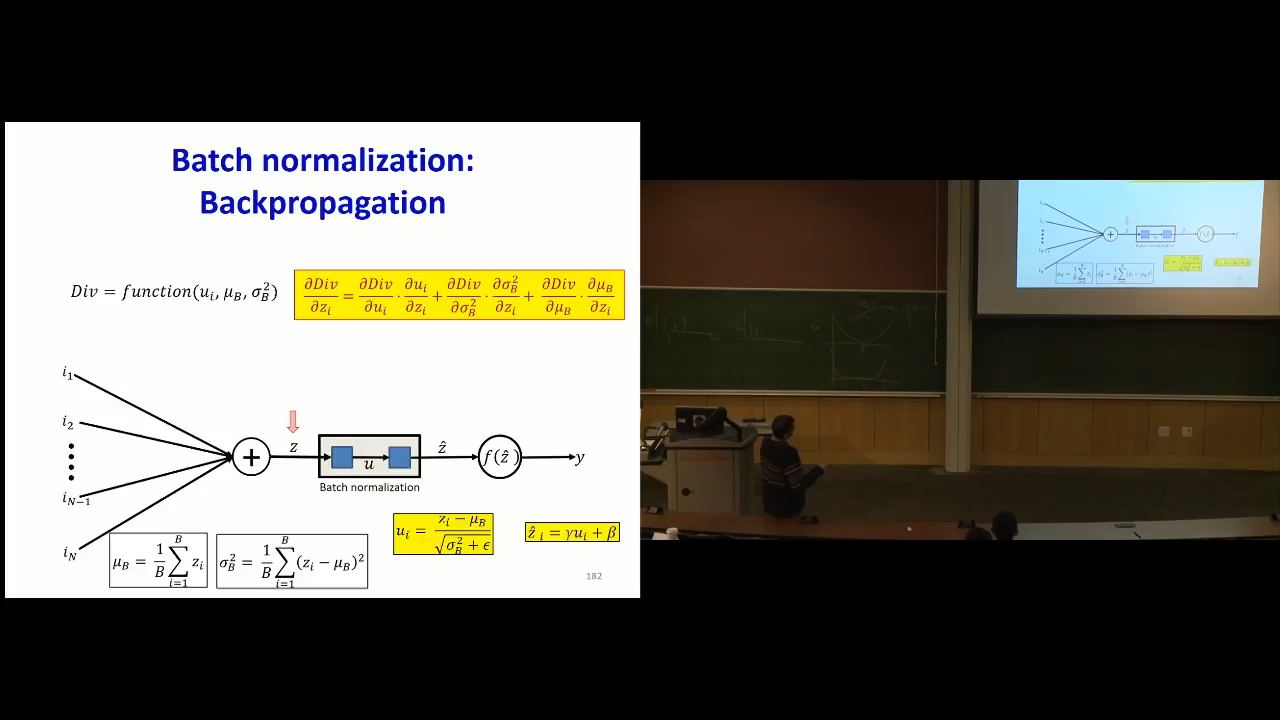 Batch normalization:
Backpropagation
Div = function(u_i, μ_B, σ_B^2)
∂Div/∂z_i = ∂Div/∂u_i · ∂u_i/∂z_i + ∂Div/∂σ_B^2 · ∂σ_B^2/∂z_i + ∂Div/∂μ_B · ∂μ_B/∂z_i
i_1
i_2
i_{N-1}
i_N
+
z
u
ẑ
f(ẑ)
y
Batch normalization
μ_B = 1/B ∑_{i=1}^{B} z_i
σ_B^2 = 1/B ∑_{i=1}^{B} (z_i − μ_B)^2
u_i = (z_i − μ_B)/√(σ_B^2 + ϵ)
ẑ_i = γu_i + β
182